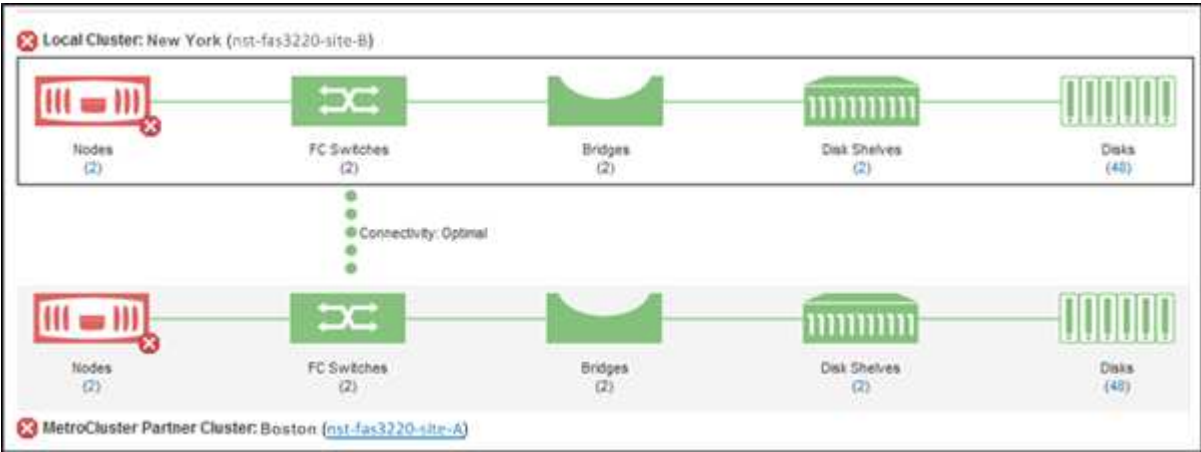 Local Cluster: New York (nst-fas3220-site-B)
Nodes FC Switches Bridges Disk Shelves Disks
(2) (2) (2) (2) (48)
Connectivity: Optimal
Nodes FC Switches Bridges Disk Shelves Disks
(2) (2) (2) (2) (48)
MetroCluster Partner Cluster: Boston (nst-fas3220-site-A)